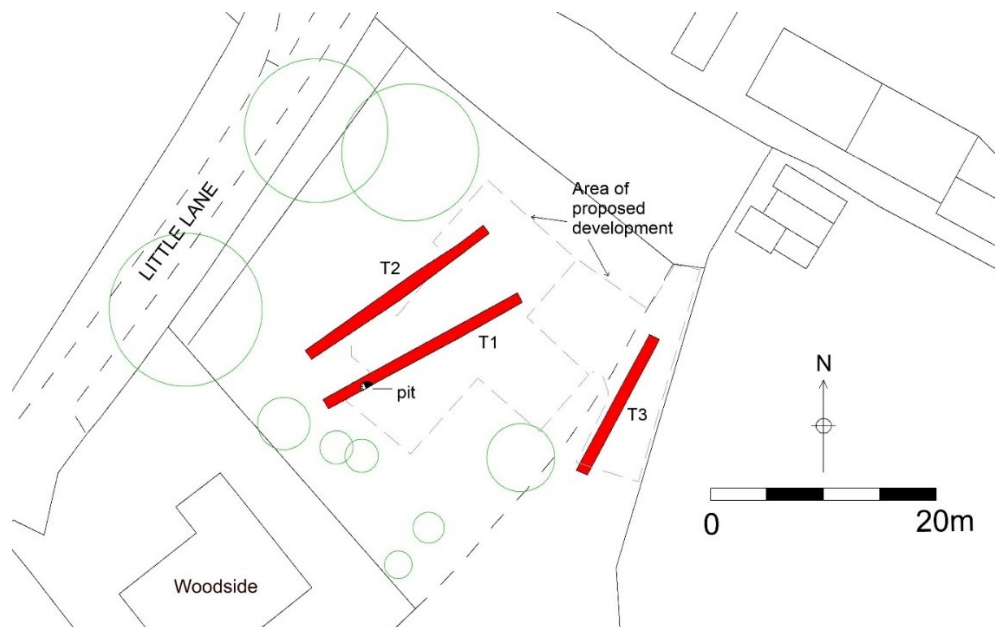 LITTLE LANE
Area of
proposed
development
T2
T1
pit
T3
N
0
20m
Woodside